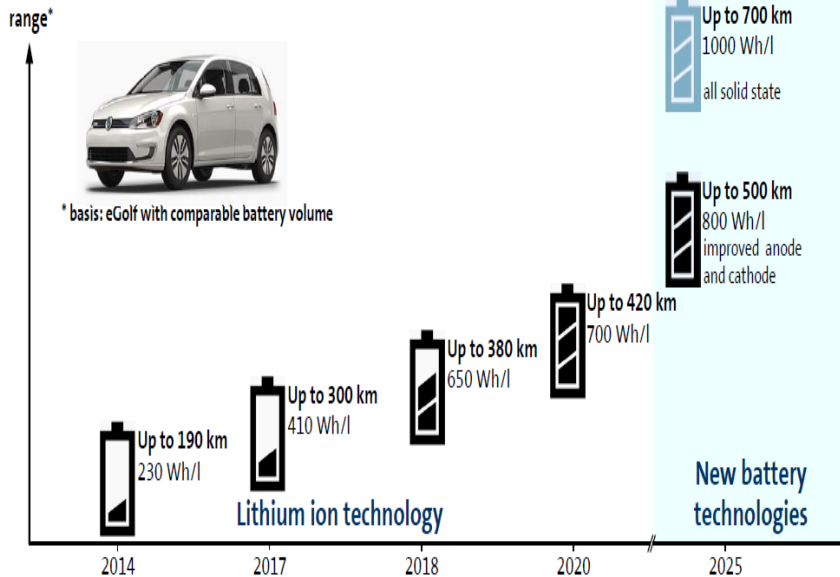 range*
* basis: eGolf with comparable battery volume
Up to 190 km
230 Wh/l
Up to 300 km
410 Wh/l
Up to 380 km
650 Wh/l
Up to 420 km
700 Wh/l
Up to 700 km
1000 Wh/l
all solid state
Up to 500 km
800 Wh/l
improved anode
and cathode
Lithium ion technology
New battery
technologies
2014
2017
2018
2020
2025